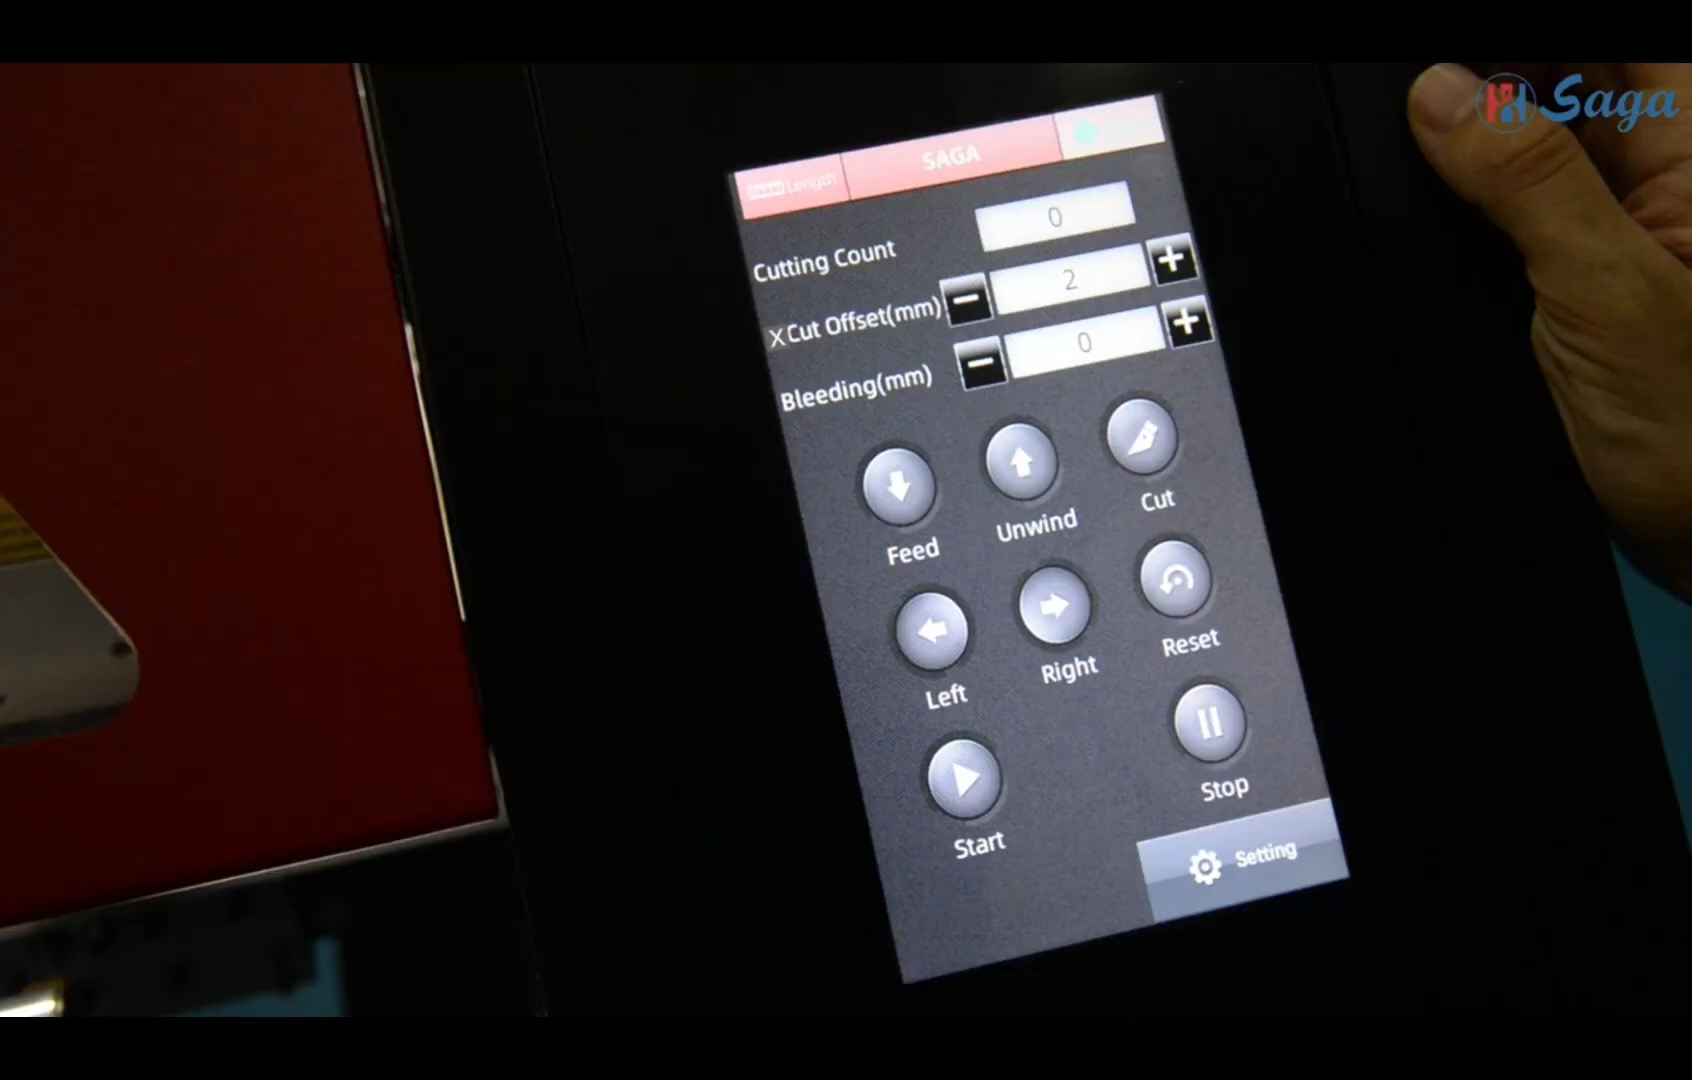 Saga
Length
SAGA
Cutting Count
0
X Cut Offset(mm)
2
Bleeding(mm)
0
Feed
Unwind
Cut
Left
Right
Reset
Start
Stop
Setting